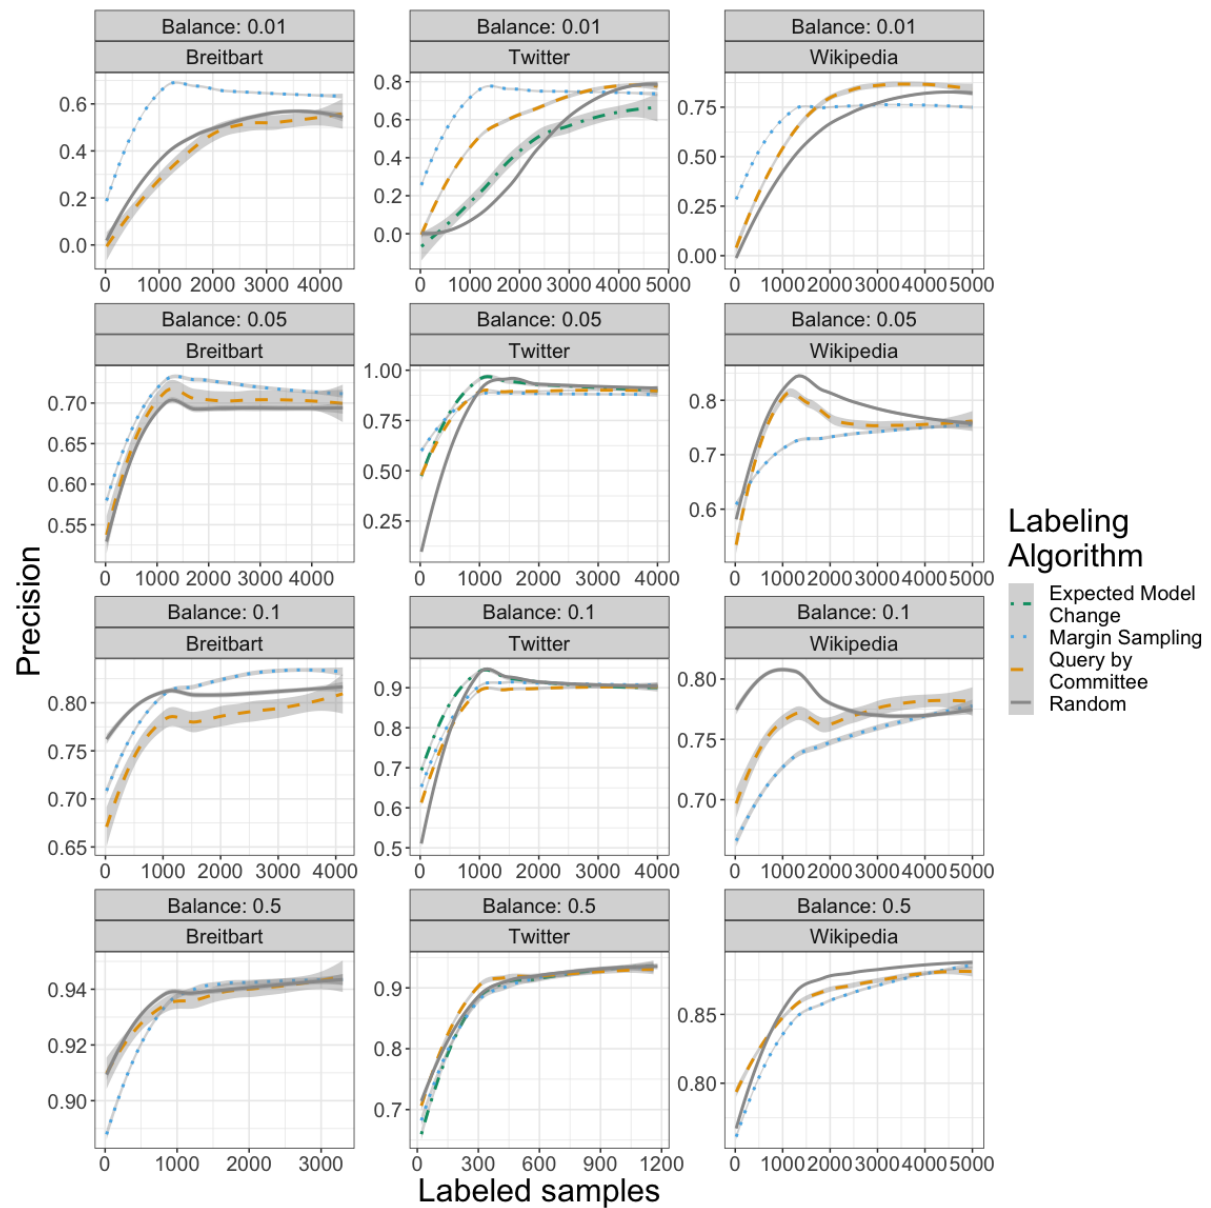 Balance: 0.01
Balance: 0.01
Balance: 0.01
Breitbart
Twitter
Wikipedia
0.6
0.4
0.2
0.0
0 1000 2000 3000 4000
0.8
0.6
0.4
0.2
0.0
0 1000 2000 3000 4000 5000
0.75
0.50
0.25
0.00
0 1000 2000 3000 4000 5000
Balance: 0.05
Balance: 0.05
Balance: 0.05
Breitbart
Twitter
Wikipedia
0.70
0.65
0.60
0.55
0 1000 2000 3000 4000
1.00
0.75
0.50
0.25
0 1000 2000 3000 4000
0.8
0.7
0.6
0 1000 2000 3000 4000 5000
Balance: 0.1
Balance: 0.1
Balance: 0.1
Breitbart
Twitter
Wikipedia
0.80
0.75
0.70
0.65
0 1000 2000 3000 4000
0.9
0.8
0.7
0.6
0.5
0 1000 2000 3000 4000
0.80
0.75
0.70
0 1000 2000 3000 4000 5000
Balance: 0.5
Balance: 0.5
Balance: 0.5
Breitbart
Twitter
Wikipedia
0.94
0.92
0.90
0 1000 2000 3000
0.9
0.8
0.7
0 300 600 900 1200
0.85
0.80
0 1000 2000 3000 4000 5000
Precision
Labeled samples
Labeling
Algorithm
Expected Model
Change
Margin Sampling
Query by
Committee
Random